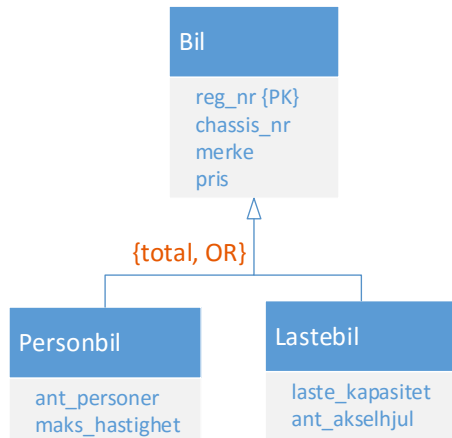 Bil
reg_nr {PK}
chassis_nr
merke
pris
{total, OR}
Personbil
ant_personer
maks_hastighet
Lastebil
laste_kapasitet
ant_akselhjul